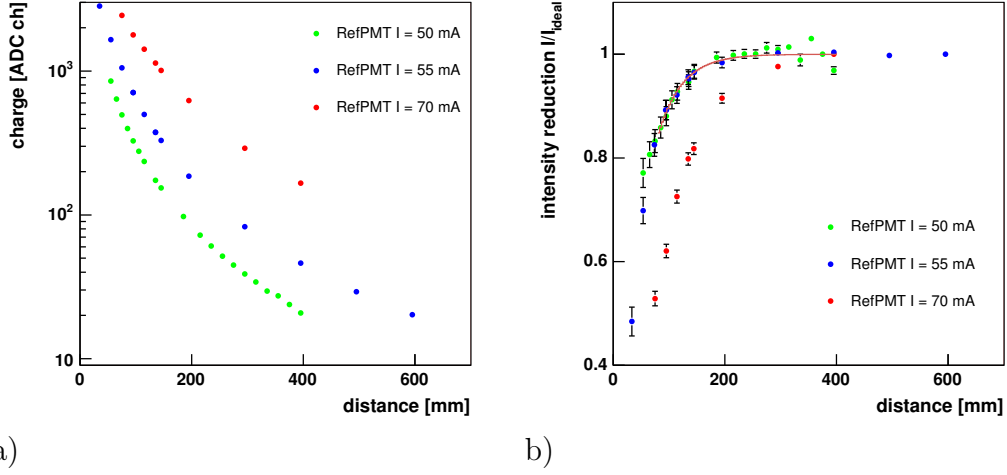 charge [ADC ch]
10³
10²
10
RefPMT I = 50 mA
RefPMT I = 55 mA
RefPMT I = 70 mA
0
200
400
600
distance [mm]
a)
intensity reduction I/I_ideal
1
0.8
0.6
0.4
RefPMT I = 50 mA
RefPMT I = 55 mA
RefPMT I = 70 mA
0
200
400
600
distance [mm]
b)